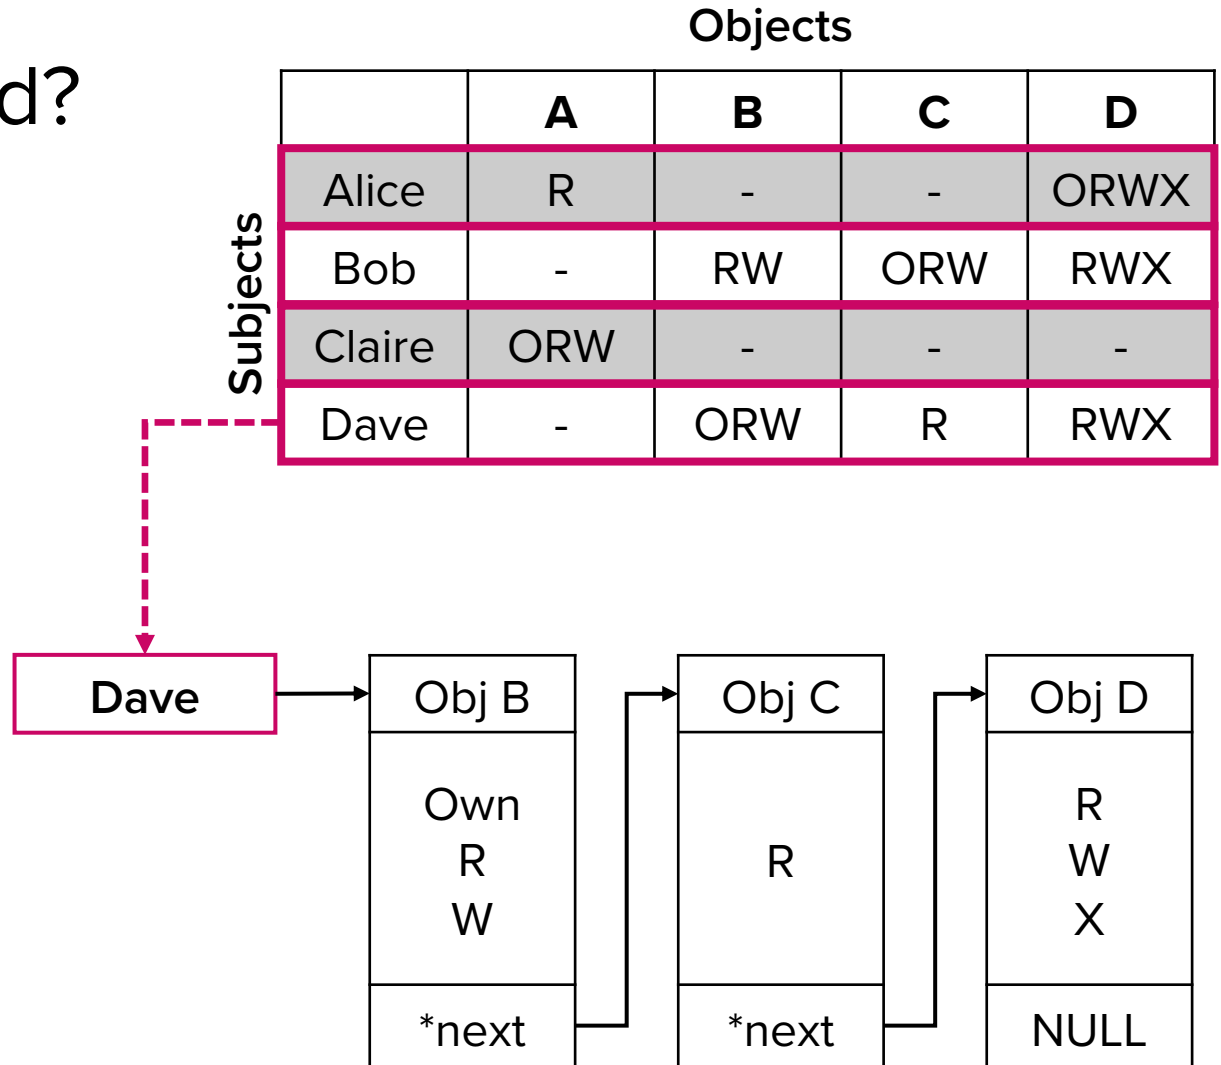 d?
Objects
A B C D
Subjects
Alice R - - ORWX
Bob - RW ORW RWX
Claire ORW - - -
Dave - ORW R RWX
Dave Obj B Obj C Obj D
Own R
R R W
W X
*next *next NULL